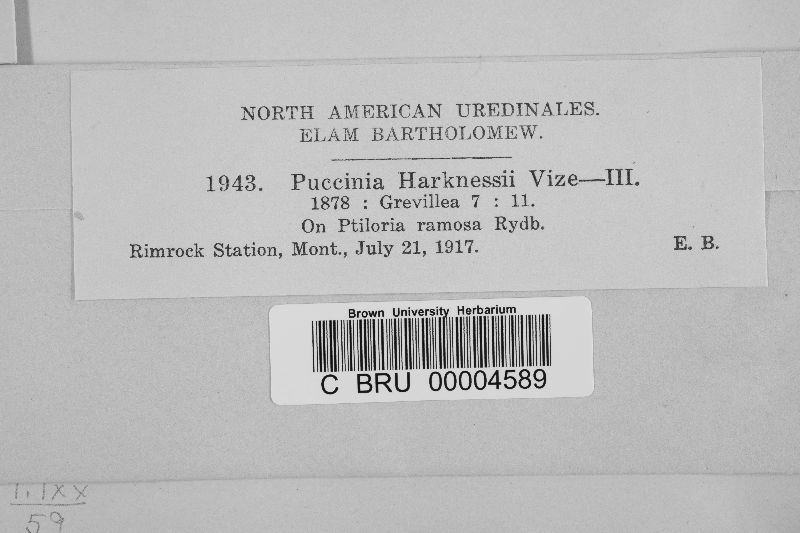 NORTH AMERICAN UREDINALES.
ELAM BARTHOLOMEW.
1943. Puccinia Harknessii Vize—III.
1878 : Grevillea 7 : 11.
On Ptiloria ramosa Rydb.
Rimrock Station, Mont., July 21, 1917. E. B.
Brown University Herbarium
C BRU 00004589
59